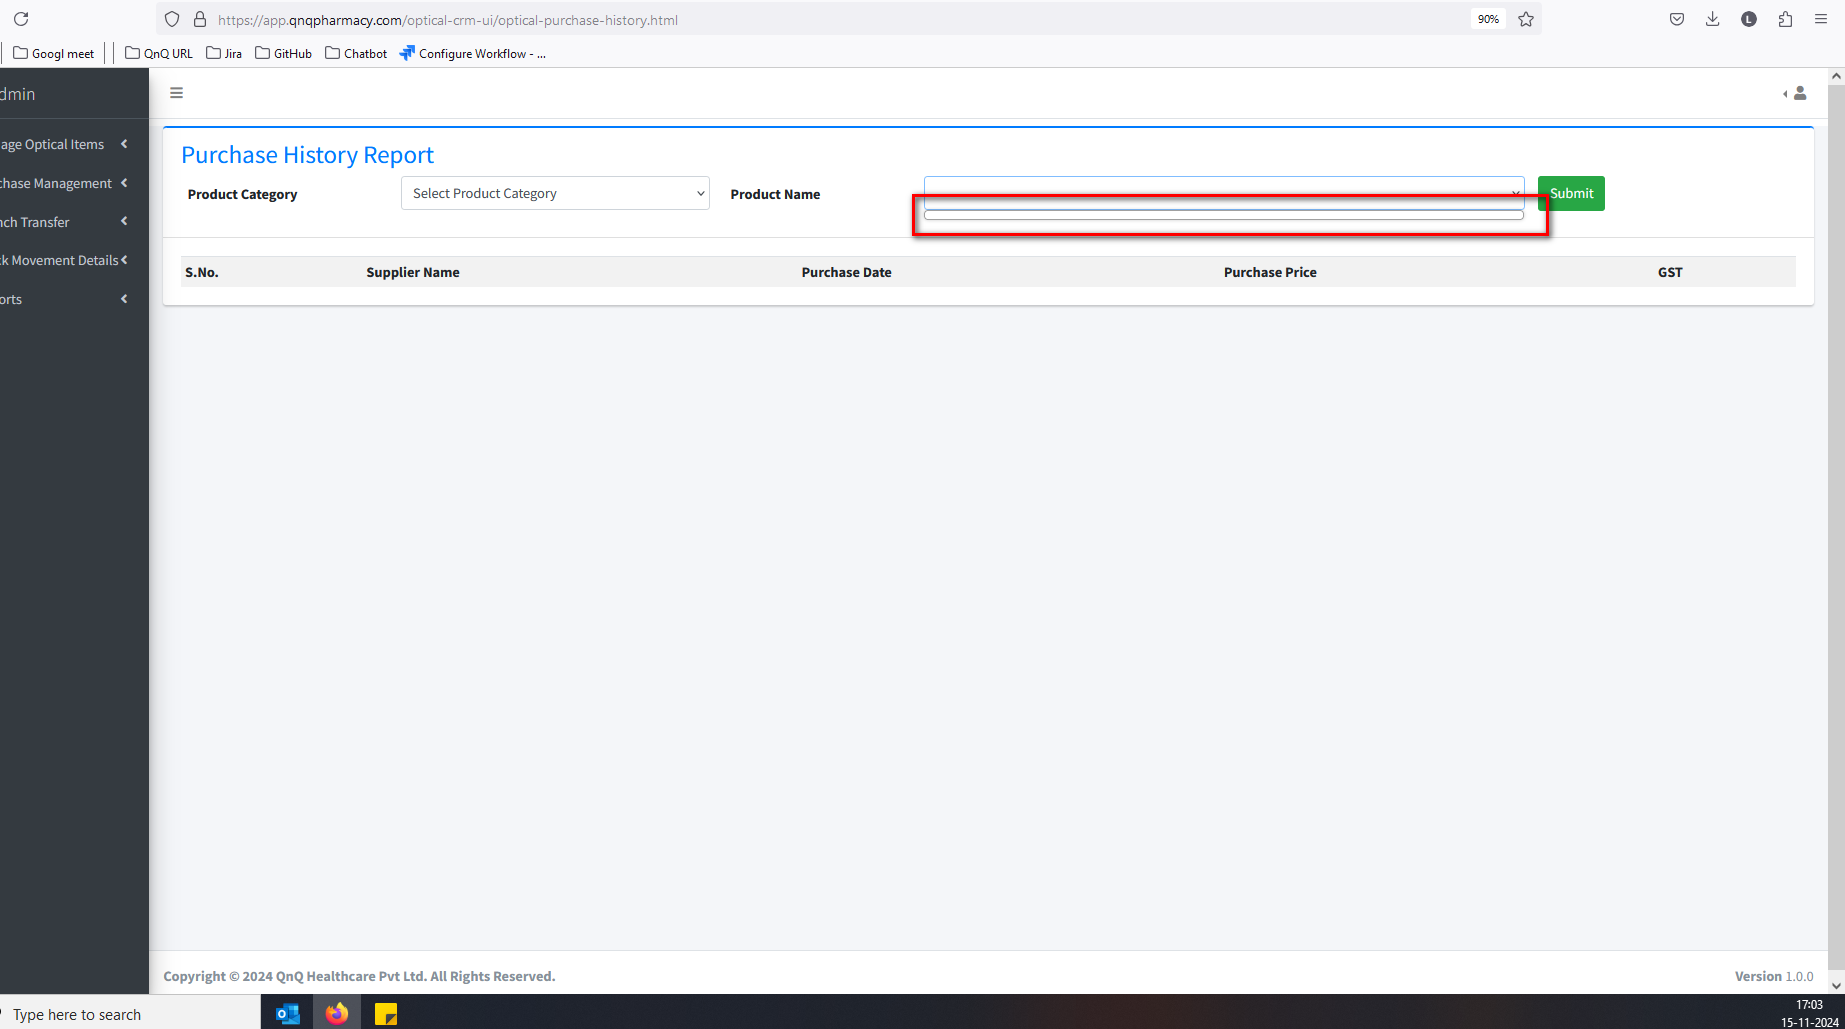 https://app.qnqpharmacy.com/optical-crm-ui/optical-purchase-history.html
90%
L
Googl meet
QnQ URL
Jira
GitHub
Chatbot
Configure Workflow - ...
dmin
age Optical Items
chase Management
nch Transfer
k Movement Details
orts
Purchase History Report
Product Category
Select Product Category
Product Name
Submit
S.No.
Supplier Name
Purchase Date
Purchase Price
GST
Copyright © 2024 QnQ Healthcare Pvt Ltd. All Rights Reserved.
Version 1.0.0
Type here to search
17:03
15-11-2024